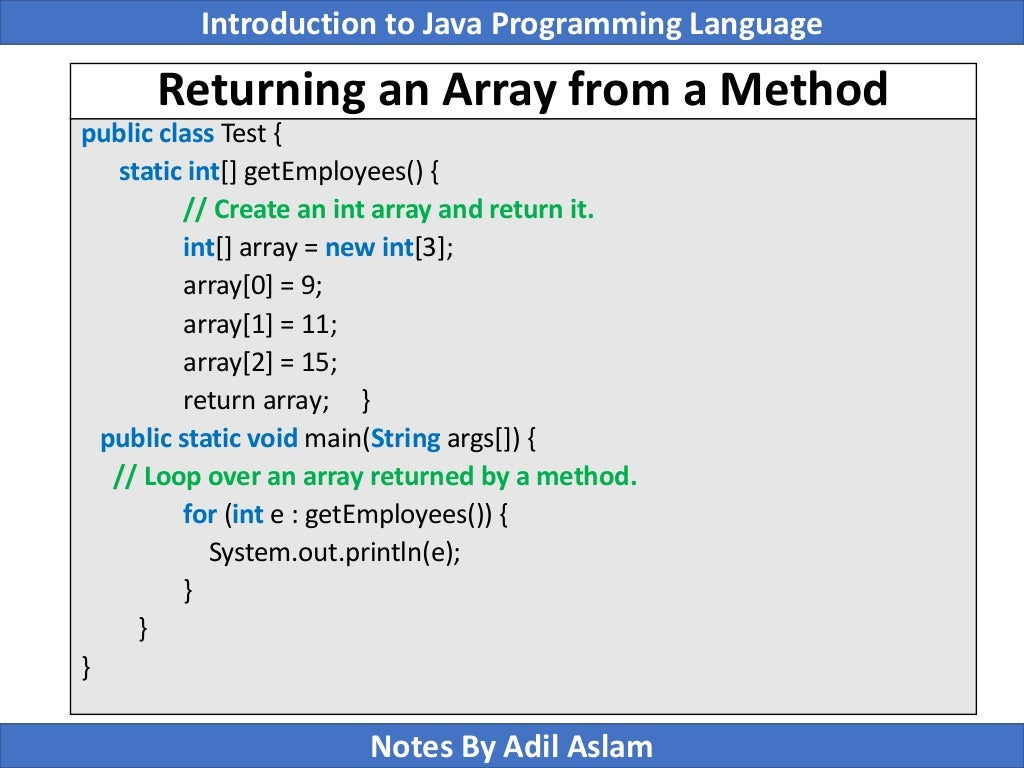 Introduction to Java Programming Language
Returning an Array from a Method
public class Test {
static int[] getEmployees() {
// Create an int array and return it.
int[] array = new int[3];
array[0] = 9;
array[1] = 11;
array[2] = 15;
return array; }
public static void main(String args[]) {
// Loop over an array returned by a method.
for (int e : getEmployees()) {
System.out.println(e);
}
}
}
Notes By Adil Aslam